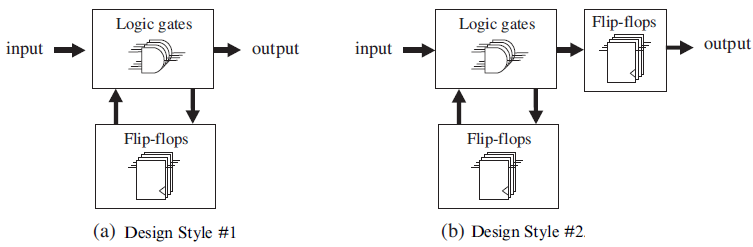 Logic gates
input
output
Flip-flops
(a) Design Style #1
Logic gates
Flip-flops
input
output
Flip-flops
(b) Design Style #2.